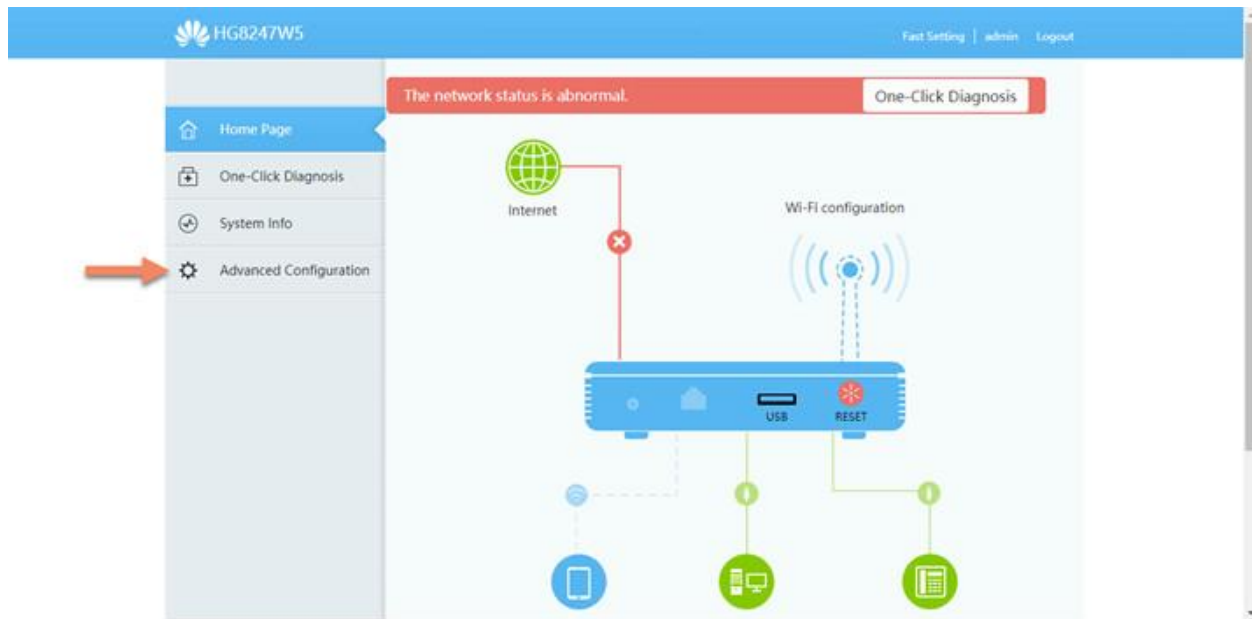 HG8247W5
Fast Setting | admin Logout
The network status is abnormal.
One-Click Diagnosis
Home Page
One-Click Diagnosis
System Info
Advanced Configuration
Internet
Wi-Fi configuration
USB
RESET